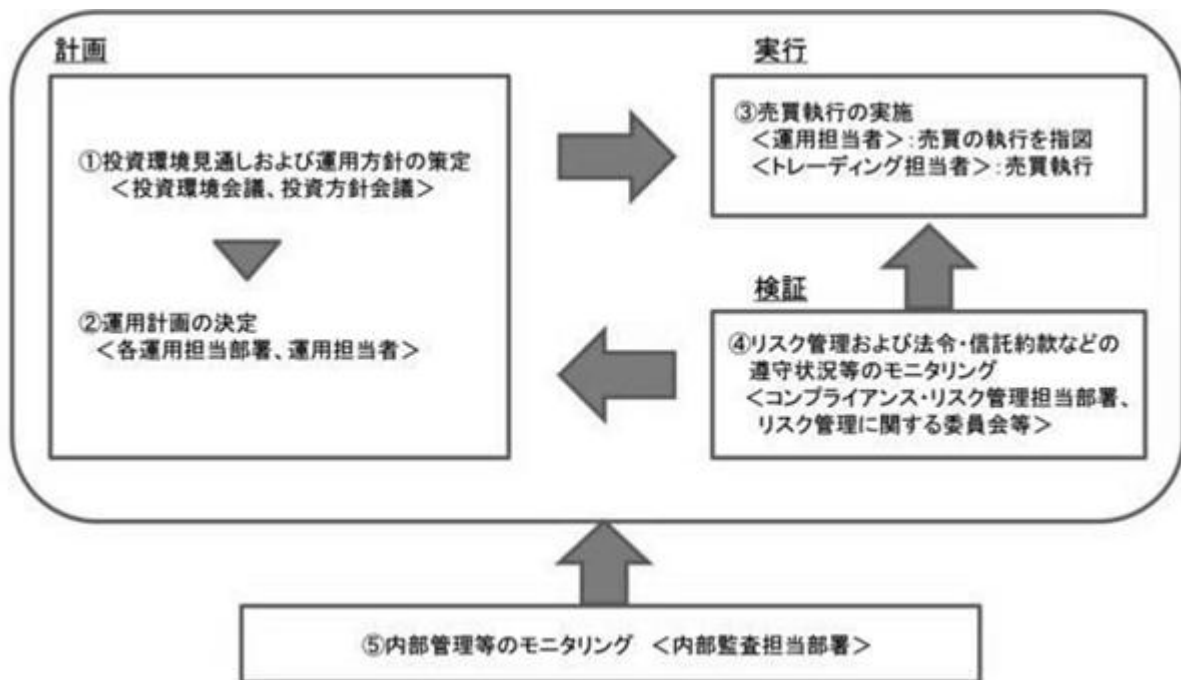 計画
①投資環境見通しおよび運用方針の策定
＜投資環境会議、投資方針会議＞
②運用計画の決定
＜各運用担当部署、運用担当者＞
実行
③売買執行の実施
＜運用担当者＞：売買の執行を指図
＜トレーディング担当者＞：売買執行
検証
④リスク管理および法令・信託約款などの
遵守状況等のモニタリング
＜コンプライアンス・リスク管理担当部署、
リスク管理に関する委員会等＞
⑤内部管理等のモニタリング　＜内部監査担当部署＞